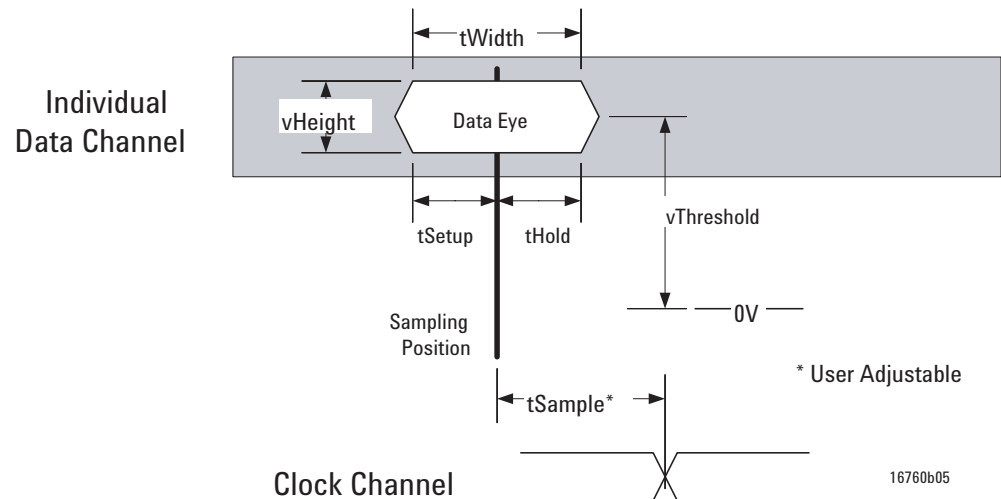 tWidth
Individual
Data Channel
vHeight
Data Eye
vThreshold
tSetup
tHold
0V
Sampling
Position
* User Adjustable
tSample*
Clock Channel
16760b05